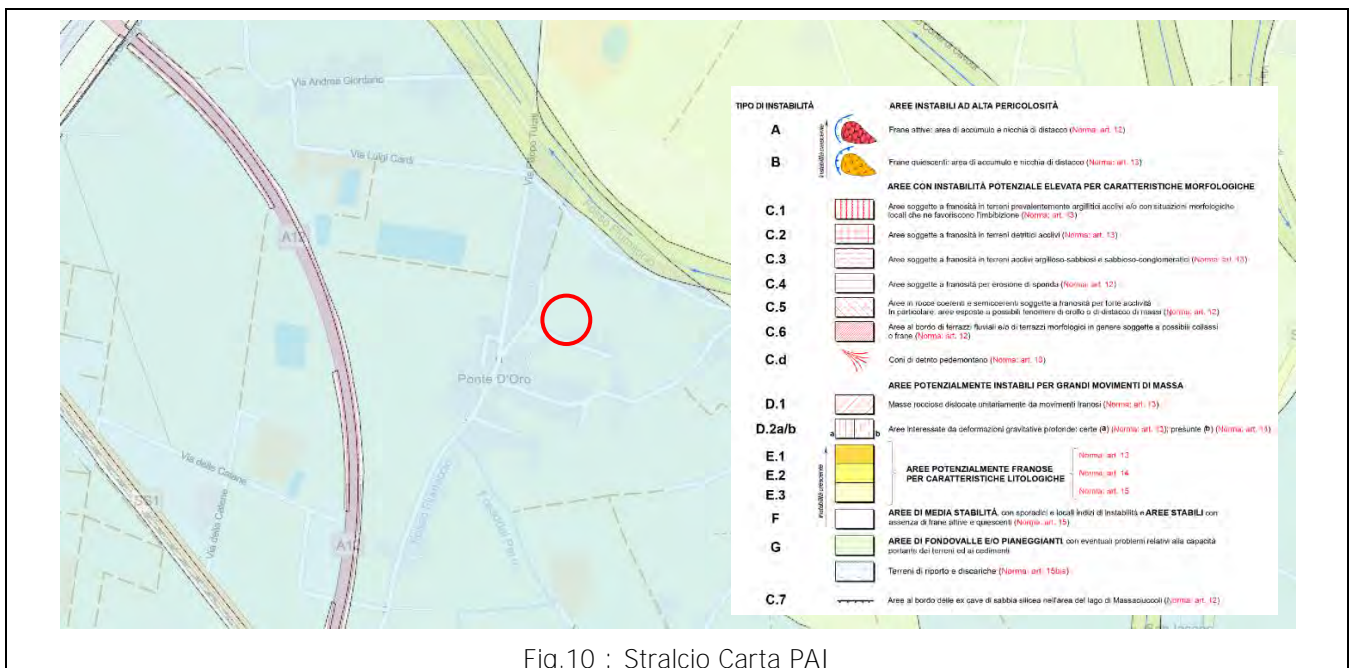 Via Andrea Giordano
Via Luigi Cardi
Via Filippo Turati
A12
Ponte D'Oro
Via delle Catene
Via delle Catene
SS1
A12
TIPO DI INSTABILITÀ
AREE INSTABILI AD ALTA PERICOLOSITÀ
instabilità crescente
A
Frane attive: area di accumulo e nicchia di distacco (Norma: art. 12)
B
Frane quiescenti: area di accumulo e nicchia di distacco (Norma: art. 13)
AREE CON INSTABILITÀ POTENZIALE ELEVATA PER CARATTERISTICHE MORFOLOGICHE
C.1
Aree soggette a franosità in terreni prevalentemente argillitici acclivi e/o con situazioni morfologiche
locali che ne favoriscono l'imbibizione (Norma: art. 13)
C.2
Aree soggette a franosità in terreni detritici acclivi (Norma: art. 13)
C.3
Aree soggette a franosità in terreni acclivi argilloso-sabbiosi e sabbioso-conglomeratici (Norma: art. 13)
C.4
Aree soggette a franosità per erosione di sponda (Norma: art. 12)
C.5
Aree in rocce coerenti e semicoerenti soggette a franosità per forte acclività
In particolare: aree esposte a possibili fenomeni di crollo o di distacco di massi (Norma: art. 12)
C.6
Aree al bordo di terrazzi fluviali e/o di terrazzi morfologici in genere soggette a possibili collassi
o frane (Norma: art. 12)
C.d
Coni di detrito pedemontano (Norma: art. 13)
AREE POTENZIALMENTE INSTABILI PER GRANDI MOVIMENTI DI MASSA
D.1
Masse rocciose dislocate unitariamente da movimenti franosi (Norma: art. 13)
D.2a/b
a b
Aree interessate da deformazioni gravitative profonde: certe (a) (Norma: art. 13); presunte (b) (Norma: art. 14)
instabilità crescente
E.1
E.2
E.3
AREE POTENZIALMENTE FRANOSE
PER CARATTERISTICHE LITOLOGICHE
Norma: art. 13
Norma: art. 14
Norma: art. 15
F
AREE DI MEDIA STABILITÀ, con sporadici e locali indizi di instabilità e AREE STABILI con
assenza di frane attive e quiescenti (Norma: art. 15)
G
AREE DI FONDOVALLE E/O PIANEGGIANTI, con eventuali problemi relativi alla capacità
portante dei terreni ed ai cedimenti
Terreni di riporto e discariche (Norma: art. 15bis)
C.7
Aree al bordo delle ex cave di sabbia silicea nell'area del lago di Massaciuccoli (Norma: art. 12)
Fig.10 : Stralcio Carta PAI